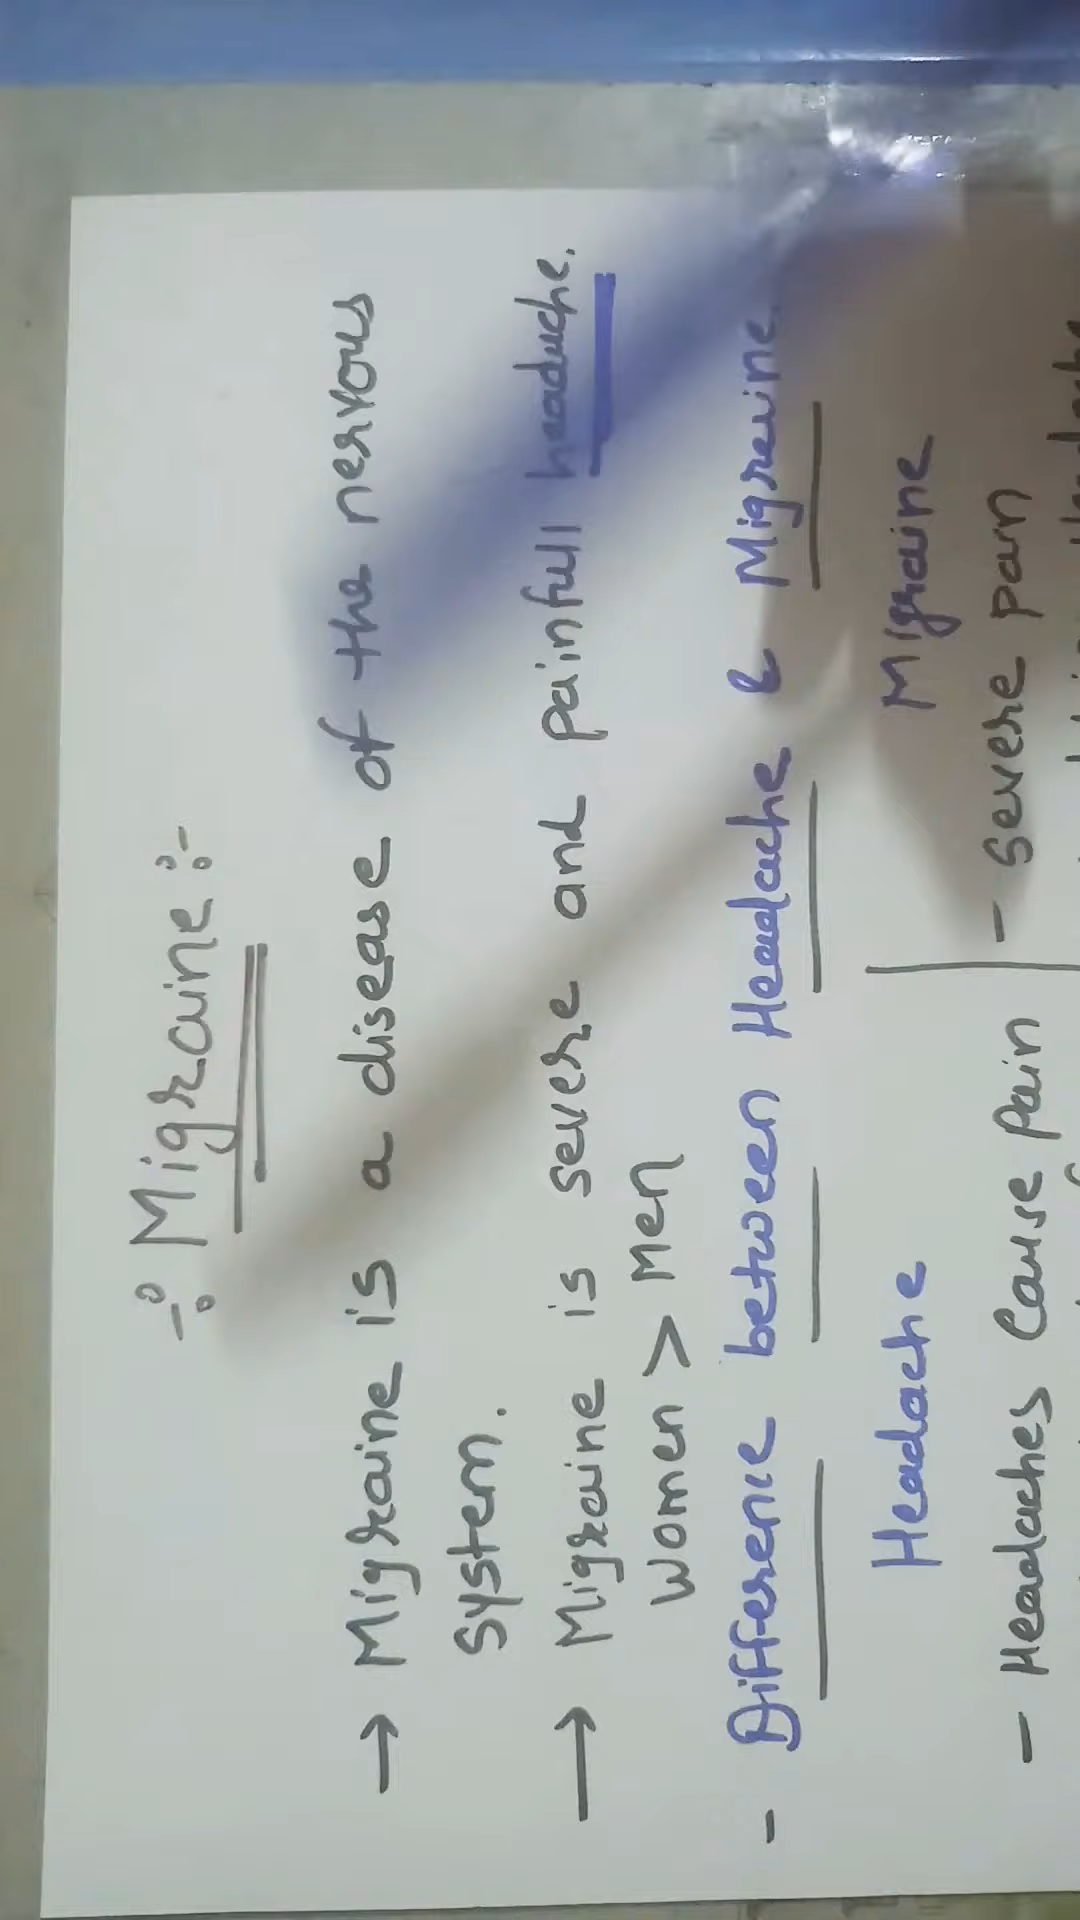 -:Migraine:-
→ Migraine is a disease of the nervous
system.
→ Migraine is severe and painfull headache.
women > Men
- Difference between Headache & Migraine.
Headache Migraine
- Headaches cause pain - severe pain